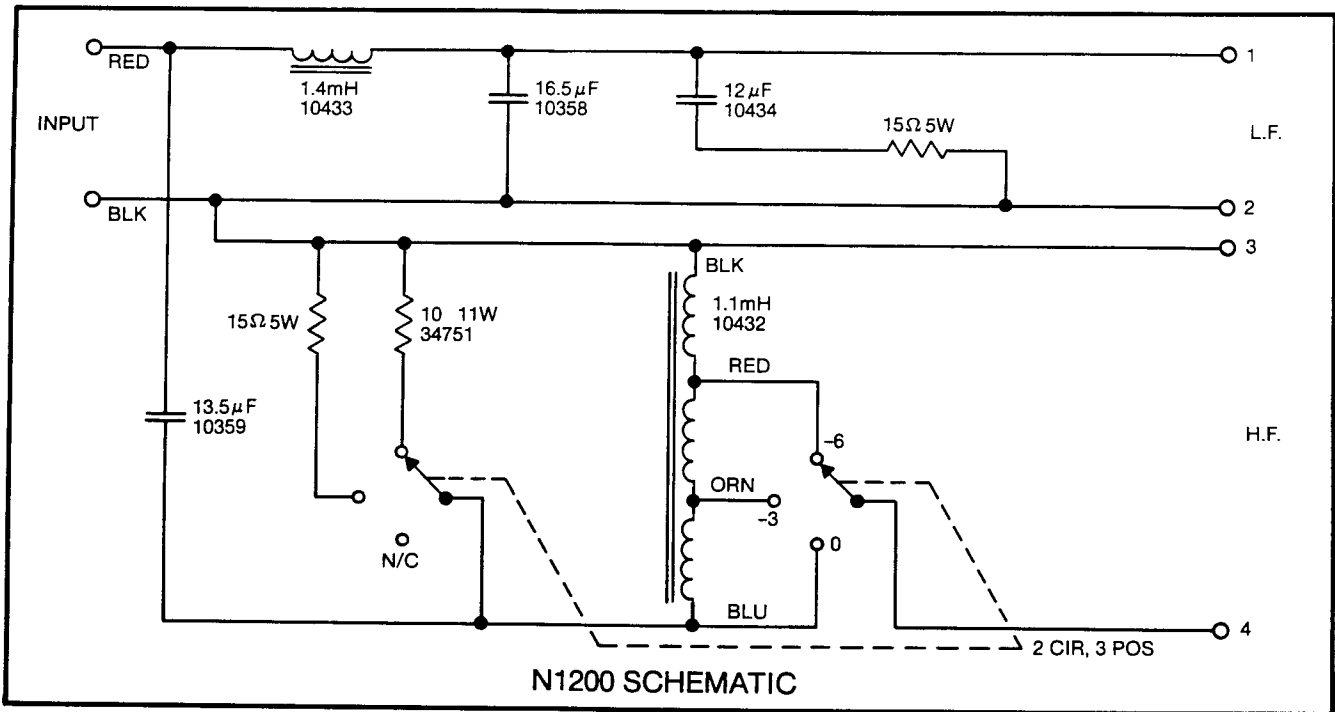 RED
1.4mH
10433
16.5μF
10358
12μF
10434
15Ω 5W
1
INPUT
L.F.
BLK
2
3
BLK
1.1mH
10432
15Ω 5W
10 11W
34751
RED
13.5μF
10359
-6
H.F.
ORN
-3
0
N/C
BLU
4
2 CIR, 3 POS
N1200 SCHEMATIC